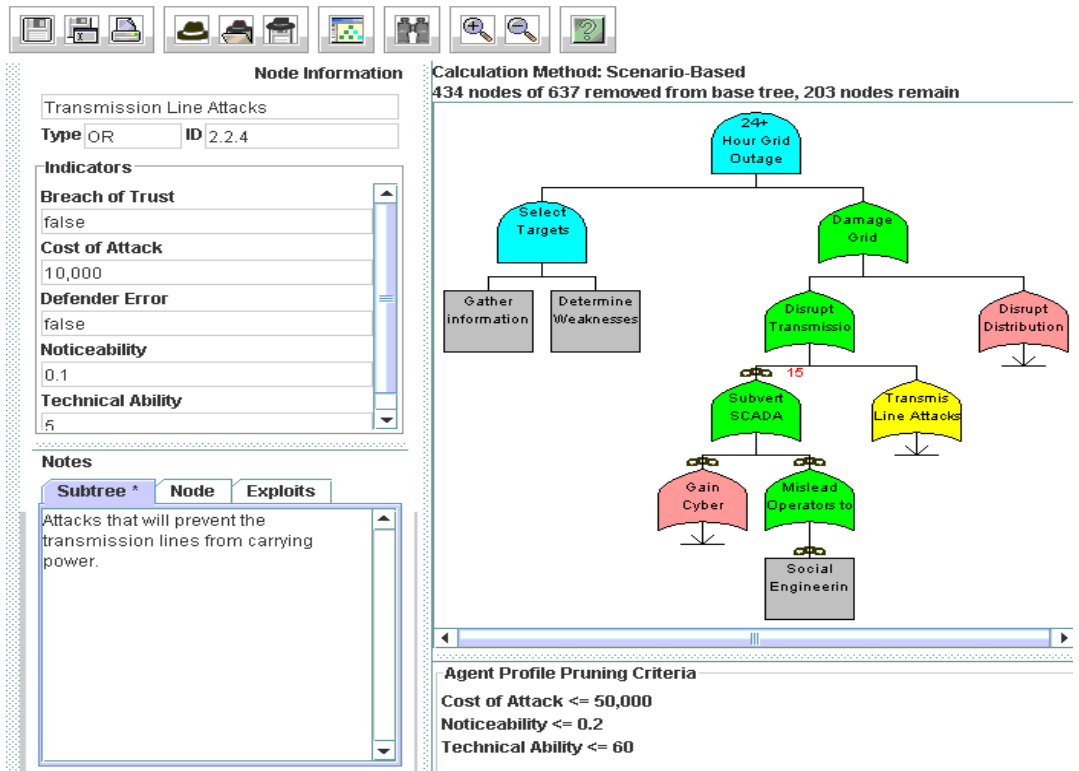 Node Information
Transmission Line Attacks
Type OR ID 2.2.4
Indicators
Breach of Trust
false
Cost of Attack
10,000
Defender Error
false
Noticeability
0.1
Technical Ability
5
Notes
Subtree * Node Exploits
Attacks that will prevent the
transmission lines from carrying
power.
Calculation Method: Scenario-Based
434 nodes of 637 removed from base tree, 203 nodes remain
24+
Hour Grid
Outage
Select
Targets
Damage
Grid
Gather
information
Determine
Weaknesses
Disrupt
Transmissio
Disrupt
Distribution
15
Subvert
SCADA
Transmis
Line Attacks
Gain
Cyber
Mislead
Operators to
Social
Engineerin
Agent Profile Pruning Criteria
Cost of Attack <= 50,000
Noticeability <= 0.2
Technical Ability <= 60